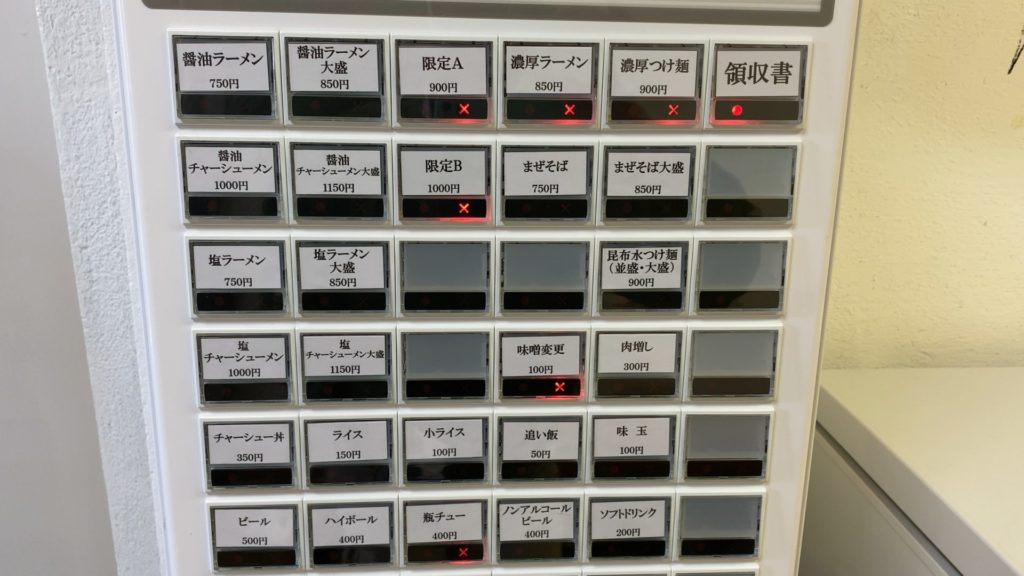 醤油ラーメン
750円
醤油ラーメン
大盛
850円
限定A
900円
濃厚ラーメン
850円
濃厚つけ麺
900円
領収書
醤油
チャーシューメン
1000円
醤油
チャーシューメン大盛
1150円
限定B
1000円
まぜそば
750円
まぜそば大盛
850円
塩ラーメン
750円
塩ラーメン
大盛
850円
昆布水つけ麺
(並盛・大盛)
900円
塩
チャーシューメン
1000円
塩
チャーシューメン大盛
1150円
味噌変更
100円
肉増し
300円
チャーシュー丼
350円
ライス
150円
小ライス
100円
追い飯
50円
味 玉
100円
ビール
500円
ハイボール
400円
瓶チュー
400円
ノンアルコール
ビール
400円
ソフトドリンク
200円